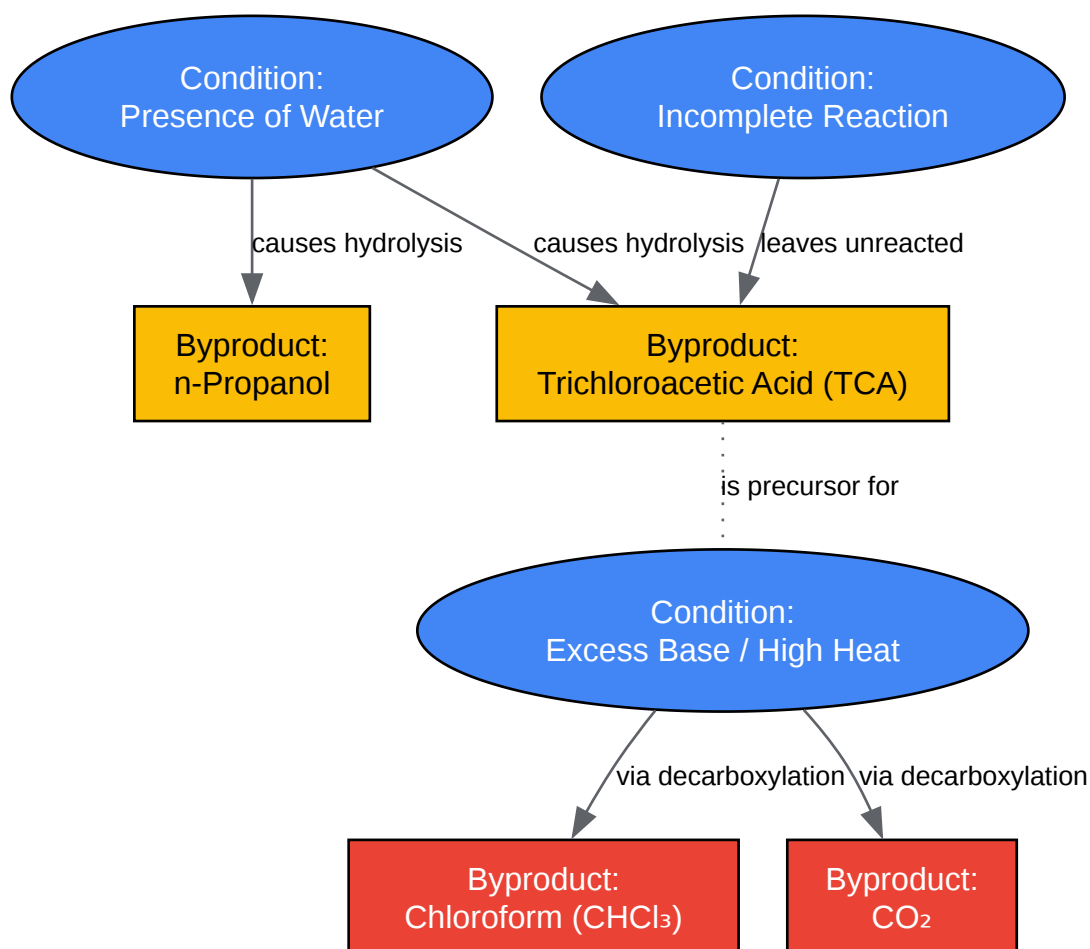 Condition:
Presence of Water
Condition:
Incomplete Reaction
causes hydrolysis
causes hydrolysis
leaves unreacted
Byproduct:
n-Propanol
Byproduct:
Trichloroacetic Acid (TCA)
is precursor for
Condition:
Excess Base / High Heat
via decarboxylation
via decarboxylation
Byproduct:
Chloroform (CHCl₃)
Byproduct:
CO₂